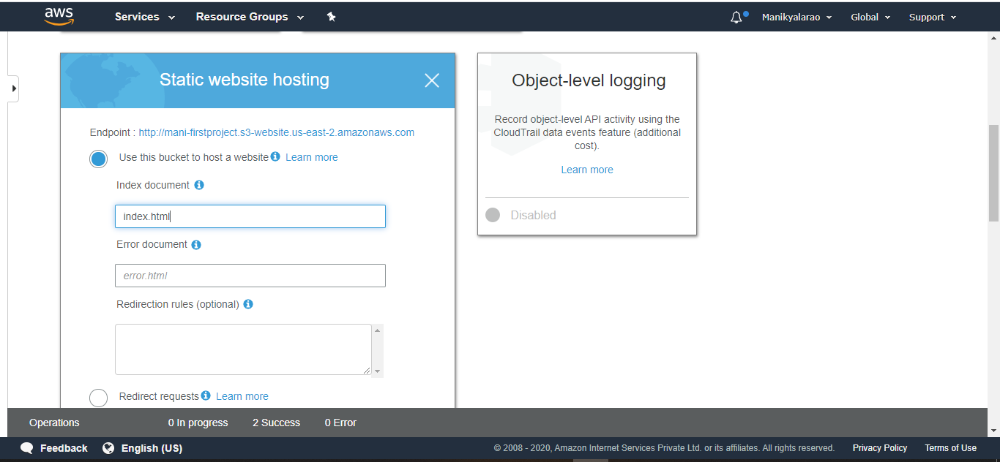 aws Services Resource Groups Manikyalarao Global Support
Static website hosting
Endpoint : http://mani-firstproject.s3-website.us-east-2.amazonaws.com
Use this bucket to host a website Learn more
Index document
index.html
Error document
error.html
Redirection rules (optional)
Redirect requests Learn more
Object-level logging
Record object-level API activity using the
CloudTrail data events feature (additional
cost).
Learn more
Disabled
Operations 0 In progress 2 Success 0 Error
Feedback English (US) © 2008 - 2020, Amazon Internet Services Private Ltd. or its affiliates. All rights reserved. Privacy Policy Terms of Use